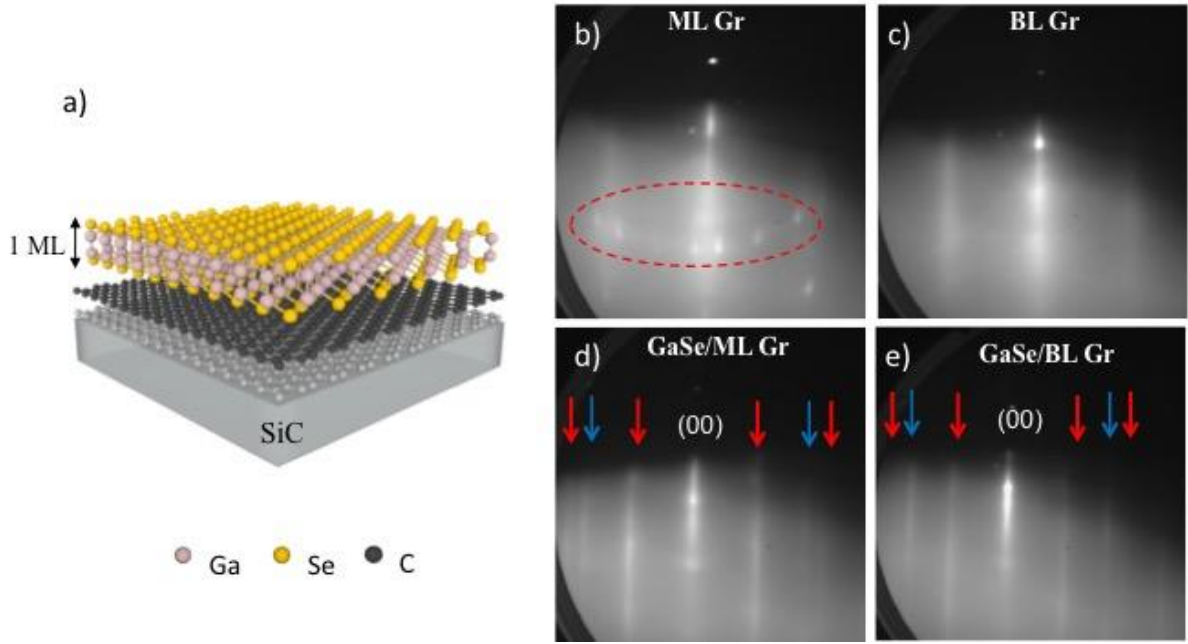 a)
1 ML
SiC
Ga Se C
b) ML Gr
c) BL Gr
d) GaSe/ML Gr
(00)
e) GaSe/BL Gr
(00)